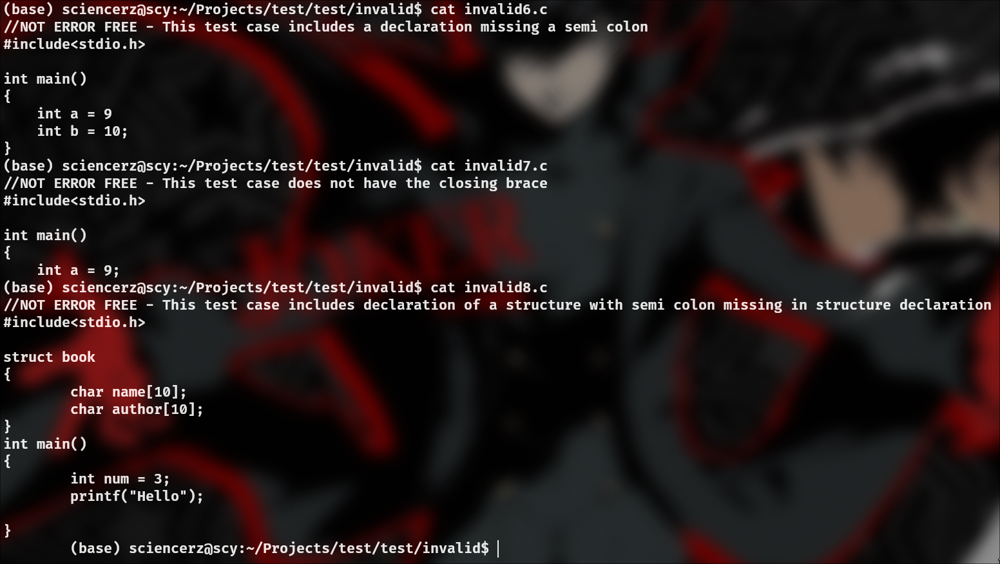 (base) sciencerz@scy:~/Projects/test/test/invalid$ cat invalid6.c
//NOT ERROR FREE - This test case includes a declaration missing a semi colon
#include<stdio.h>

int main()
{
    int a = 9
    int b = 10;
}
(base) sciencerz@scy:~/Projects/test/test/invalid$ cat invalid7.c
//NOT ERROR FREE - This test case does not have the closing brace
#include<stdio.h>

int main()
{
    int a = 9;
(base) sciencerz@scy:~/Projects/test/test/invalid$ cat invalid8.c
//NOT ERROR FREE - This test case includes declaration of a structure with semi colon missing in structure declaration
#include<stdio.h>

struct book
{
        char name[10];
        char author[10];
}
int main()
{
        int num = 3;
        printf("Hello");

}
        (base) sciencerz@scy:~/Projects/test/test/invalid$